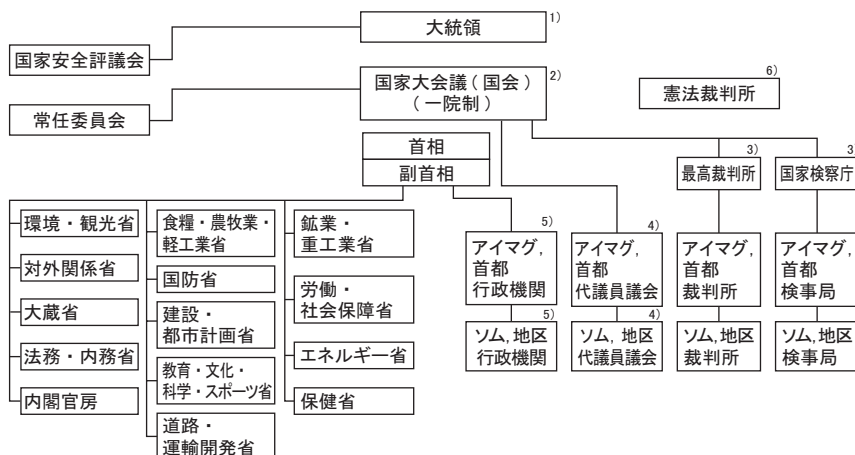 大統領 1)
国家安全評議会
国家大会議(国会) 2)
(一院制)
常任委員会
憲法裁判所 6)
首相
副首相
最高裁判所 3)
国家検察庁 3
環境・観光省
対外関係省
大蔵省
法務・内務省
内閣官房
食糧・農牧業・
軽工業省
国防省
建設・
都市計画省
教育・文化・
科学・スポーツ省
道路・
運輸開発省
鉱業・
重工業省
労働・
社会保障省
エネルギー省
保健省
5)
アイマグ,
首都
行政機関
5)
ソム,地区
行政機関
4)
アイマグ,
首都
代議員議会
4)
ソム, 地区
代議員議会
アイマグ,
首都
裁判所
ソム,地区
裁判所
アイマグ,
首都
検事局
ソム,地区
検事局